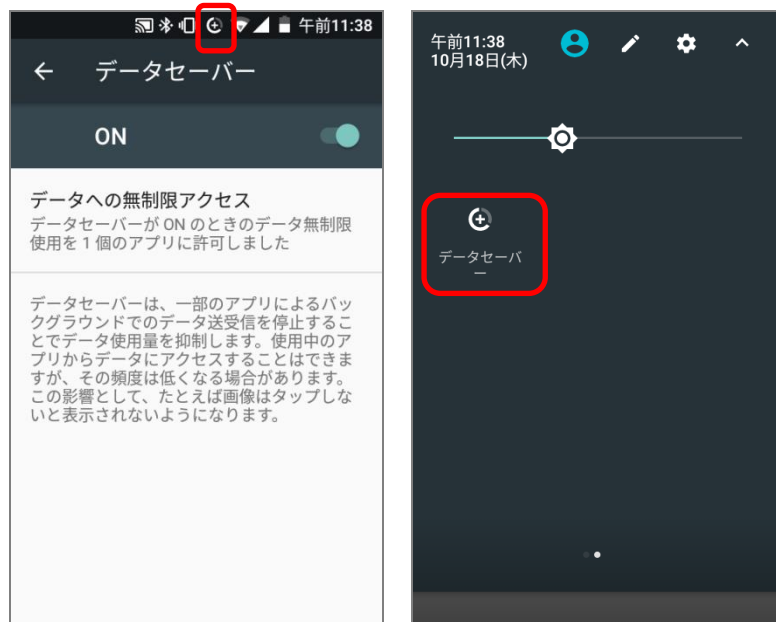 午前11:38
データセーバー
ON
データへの無制限アクセス
データセーバーが ON のときのデータ無制限
使用を 1 個のアプリに許可しました
データセーバーは、一部のアプリによるバッ
クグラウンドでのデータ送受信を停止するこ
とでデータ使用量を抑制します。使用中のア
プリからデータにアクセスすることはできま
すが、その頻度は低くなる場合があります。
この影響として、たとえば画像はタップしな
いと表示されないようになります。
午前11:38
10月18日(木)
データセーバ
ー